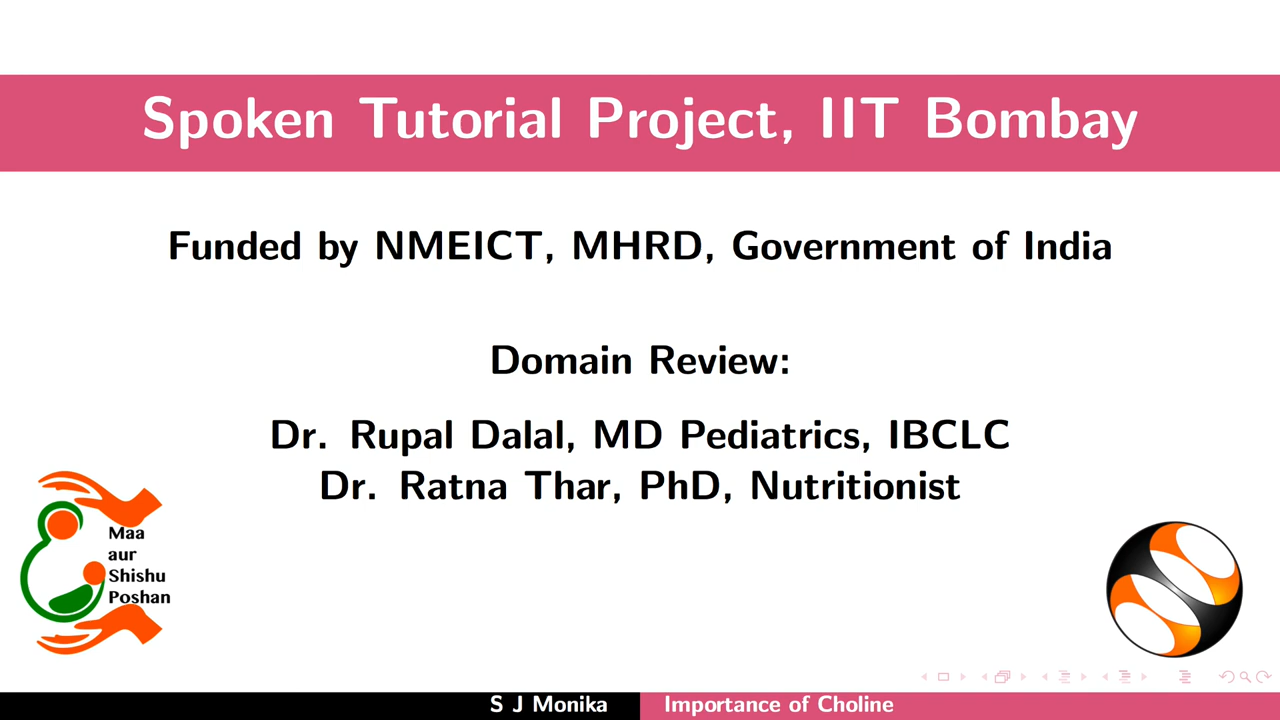 Spoken Tutorial Project, IIT Bombay
Funded by NMEICT, MHRD, Government of India
Domain Review:
Dr. Rupal Dalal, MD Pediatrics, IBCLC
Dr. Ratna Thar, PhD, Nutritionist
Maa
aur
Shishu
Poshan
S J Monika
Importance of Choline